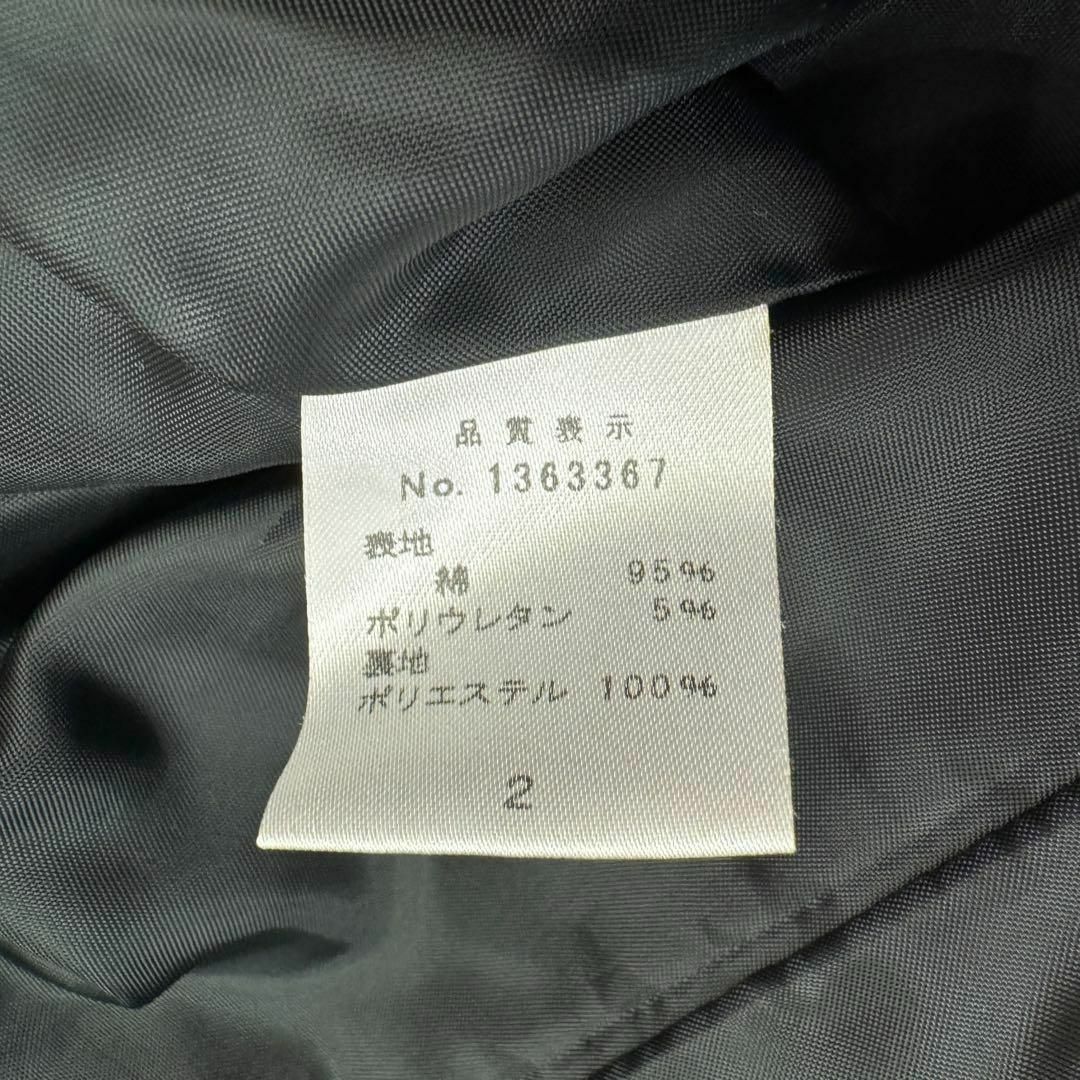 品質表示
No. 1363367
表地
綿 95%
ポリウレタン 5%
裏地
ポリエステル 100%
2